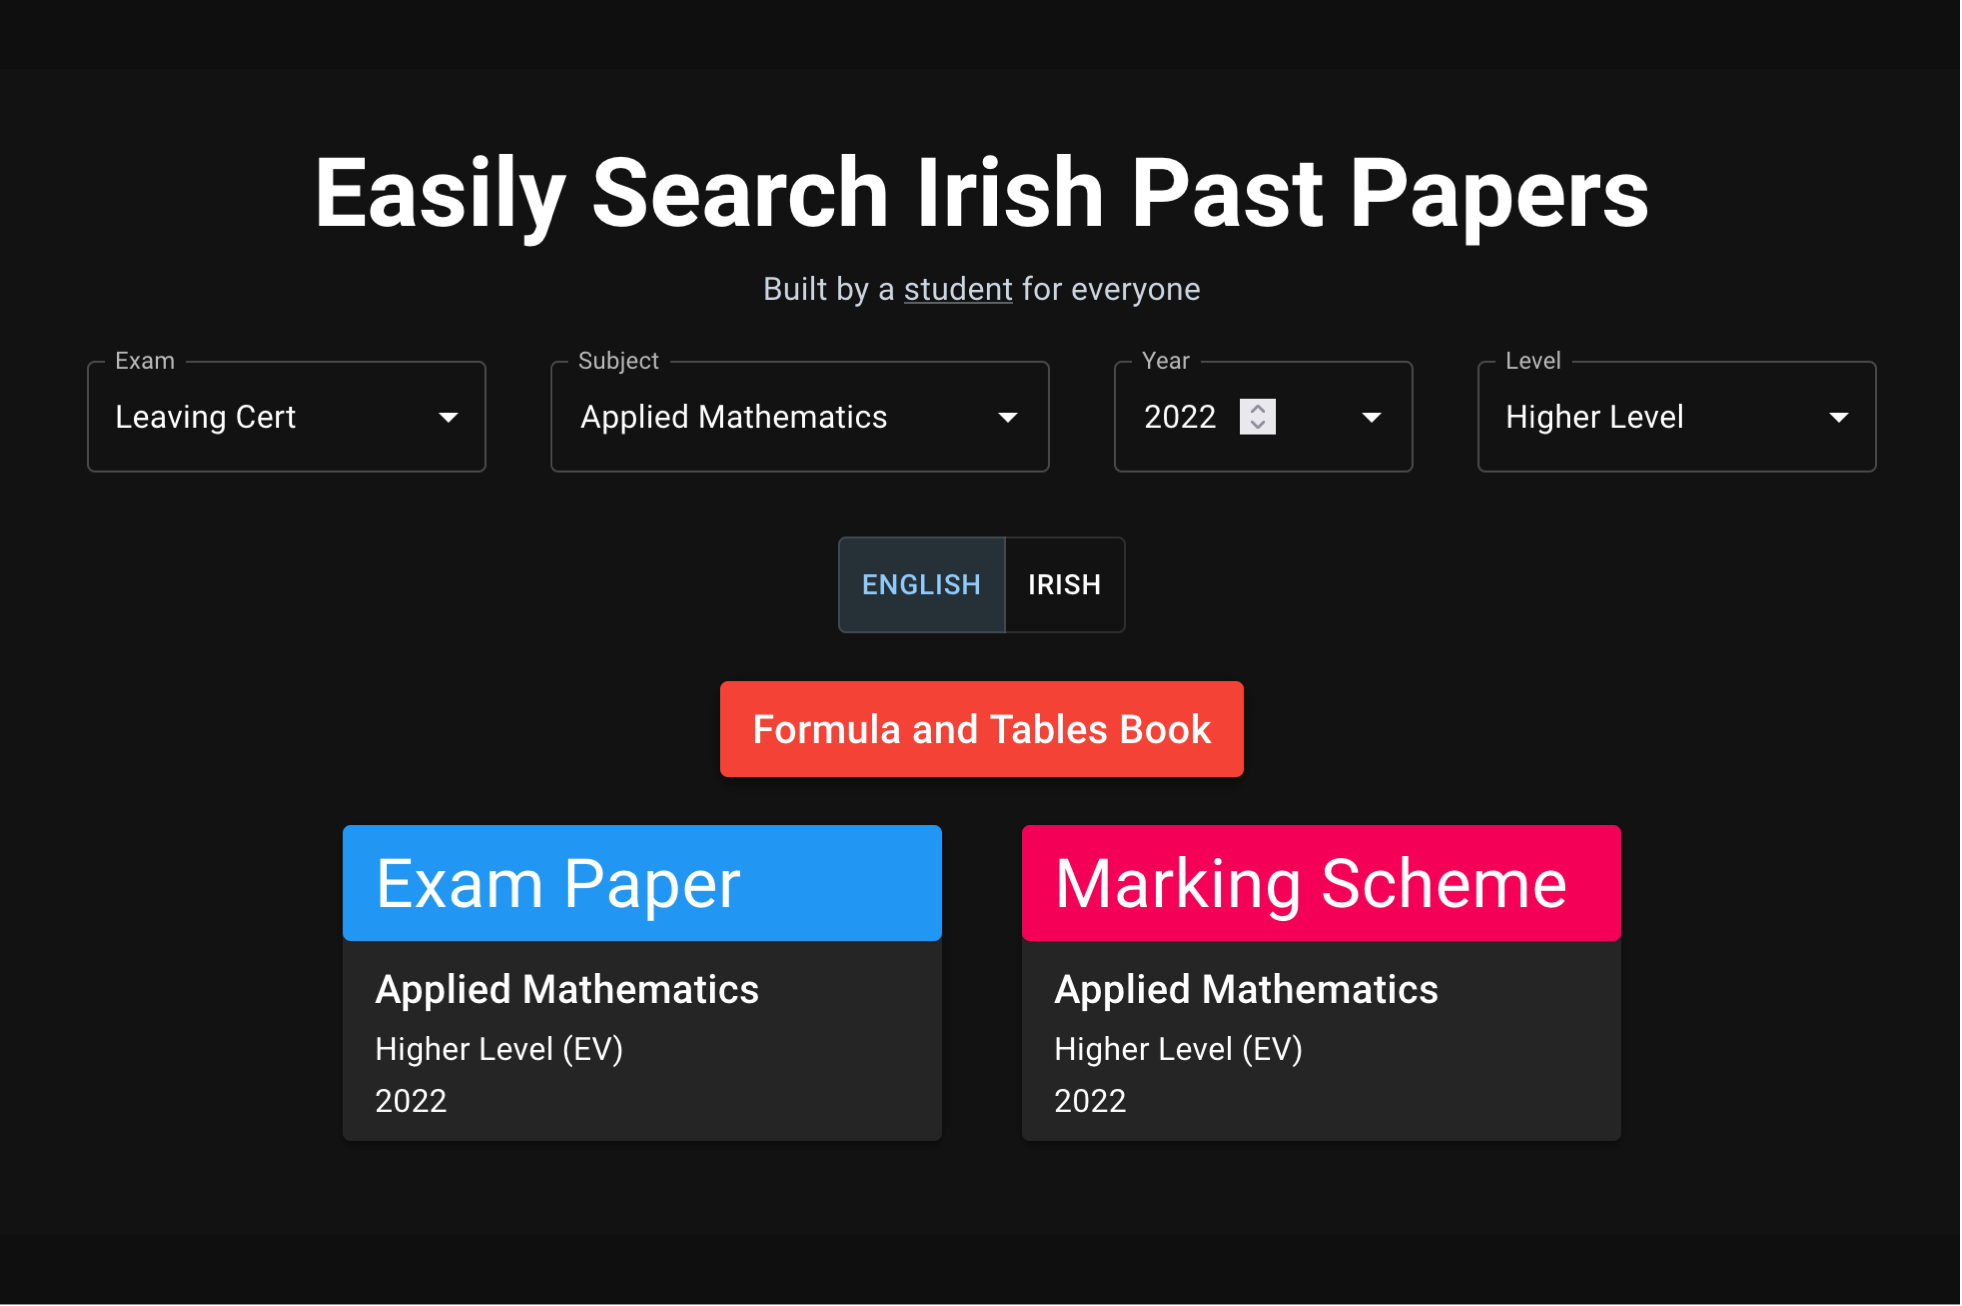 Easily Search Irish Past Papers
Built by a student for everyone
Exam
Leaving Cert
Subject
Applied Mathematics
Year
2022
Level
Higher Level
ENGLISH
IRISH
Formula and Tables Book
Exam Paper
Applied Mathematics
Higher Level (EV)
2022
Marking Scheme
Applied Mathematics
Higher Level (EV)
2022